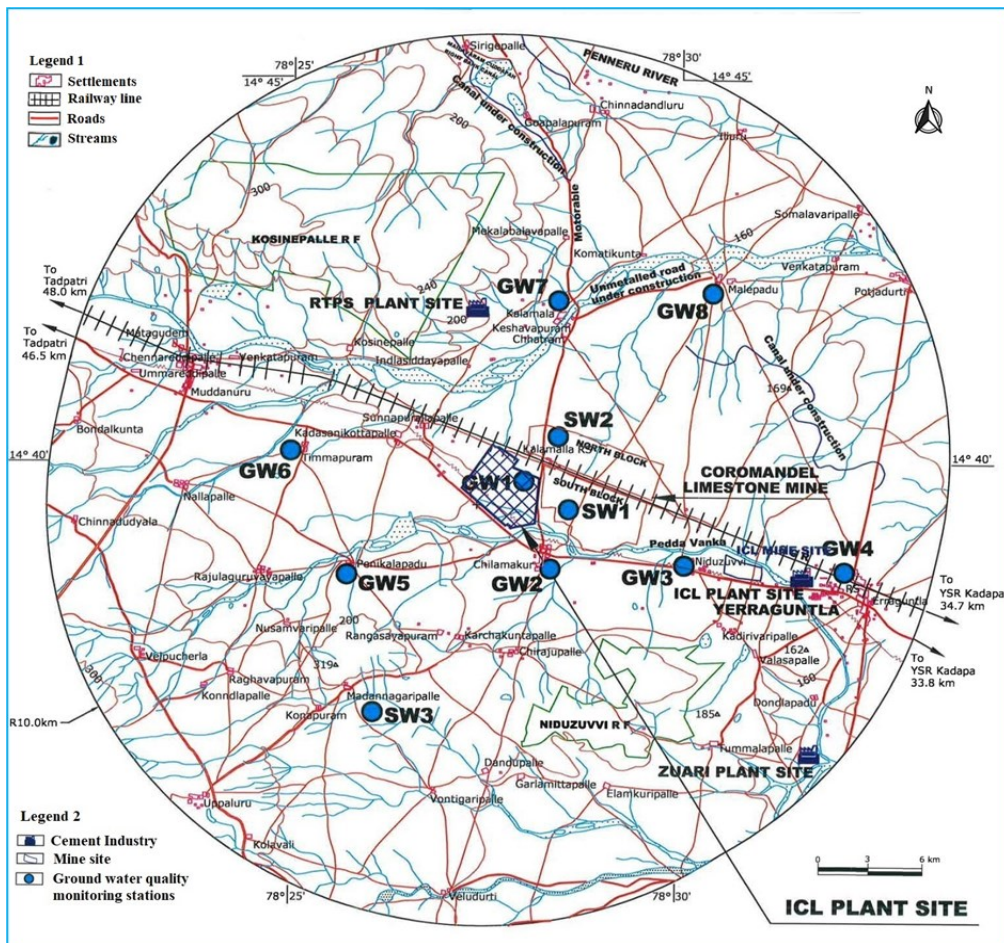 Legend 1
Settlements
Railway line
Roads
Streams
78° 25'
14° 45'
78° 30'
14° 45'
N
Sirigepalle
PENNERU RIVER
Chinnadandluru
Canal under construction
Goapalapuram
200
300
Motorable
Somalavaripalle
KOSINEPALLE R F
Mekalabalavapalle
Komatikunta
160
Venkatapuram
To
Tadpatri
48.0 km
RTPS PLANT SITE
240
200
GW7
Kalamala
Keshavapuram
Chhatram
Unmetalled road
under construction
GW8
Malepadu
Potjadurti
To
Tadpatri
46.5 km
Matagudem
Chennareddipalle
Venkatapuram
Ummareddipalle
Muddanuru
Kosinepalle
Indlasiddayapalle
Canal under construction
169
Bondalkunta
Sunnapurallapalle
Kadasanikottapalle
SW2
Kalamalla R.S
NORTH BLOCK
14° 40'
14° 40'
GW6
Timmapuram
GW1
SOUTH BLOCK
COROMANDEL
LIMESTONE MINE
Nallapalle
SW1
Chinnadudyala
Pedda Vanka
ICL MINE SITE
GW4
Rajulaguruvayapalle
Penikalapadu
GW5
Chilamakur
GW2
GW3
Niduzuvvi
ICL PLANT SITE
YERRAGUNTLA
RS
Erraguntla
To
YSR Kadapa
34.7 km
200
Nusamvaripalle
Rangasayapuram
Karchakuntapalle
Kadirivaripalle
Velpucherla
319
Chirajupalle
162
Valasapalle
To
YSR Kadapa
33.8 km
300
Raghavapuram
Konndlapalle
Madannagaripalle
160
Dondlapadu
R10.0km
Konapuram
SW3
NIDUZUVVI R F
185
Tummalapalle
Dandupalle
ZUARI PLANT SITE
Garlamittapalle
Elamkuripalle
Uppaluru
Vontigaripalle
Legend 2
Cement Industry
Mine site
Ground water quality
monitoring stations
Kolavali
0 3 6 km
78° 25'
Veludurti
78° 30'
ICL PLANT SITE